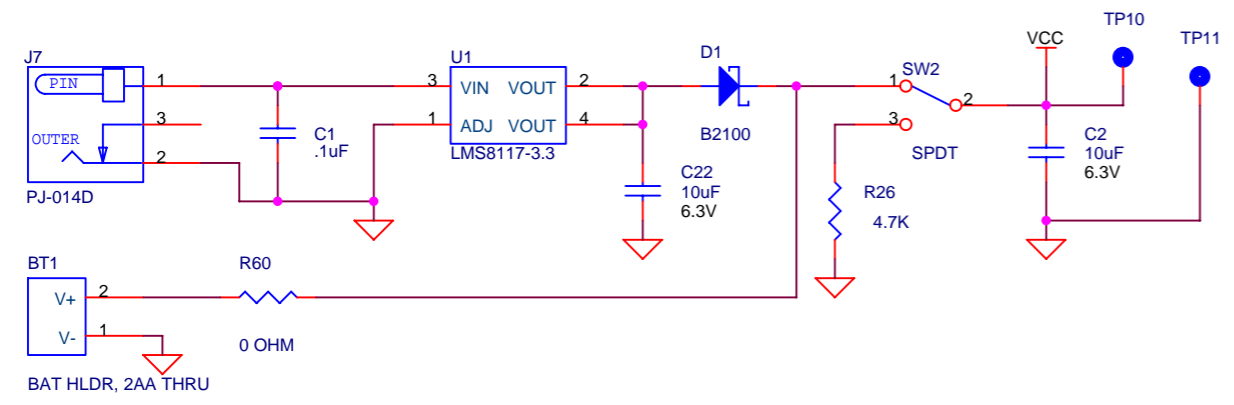 J7
PIN
1
3
OUTER
2
PJ-014D
C1
.1uF
U1
3
VIN
VOUT
2
1
ADJ
VOUT
4
LMS8117-3.3
D1
B2100
C22
10uF
6.3V
1
SW2
2
3
SPDT
R26
4.7K
VCC
TP10
TP11
C2
10uF
6.3V
BT1
V+
2
V-
1
BAT HLDR, 2AA THRU
R60
0 OHM